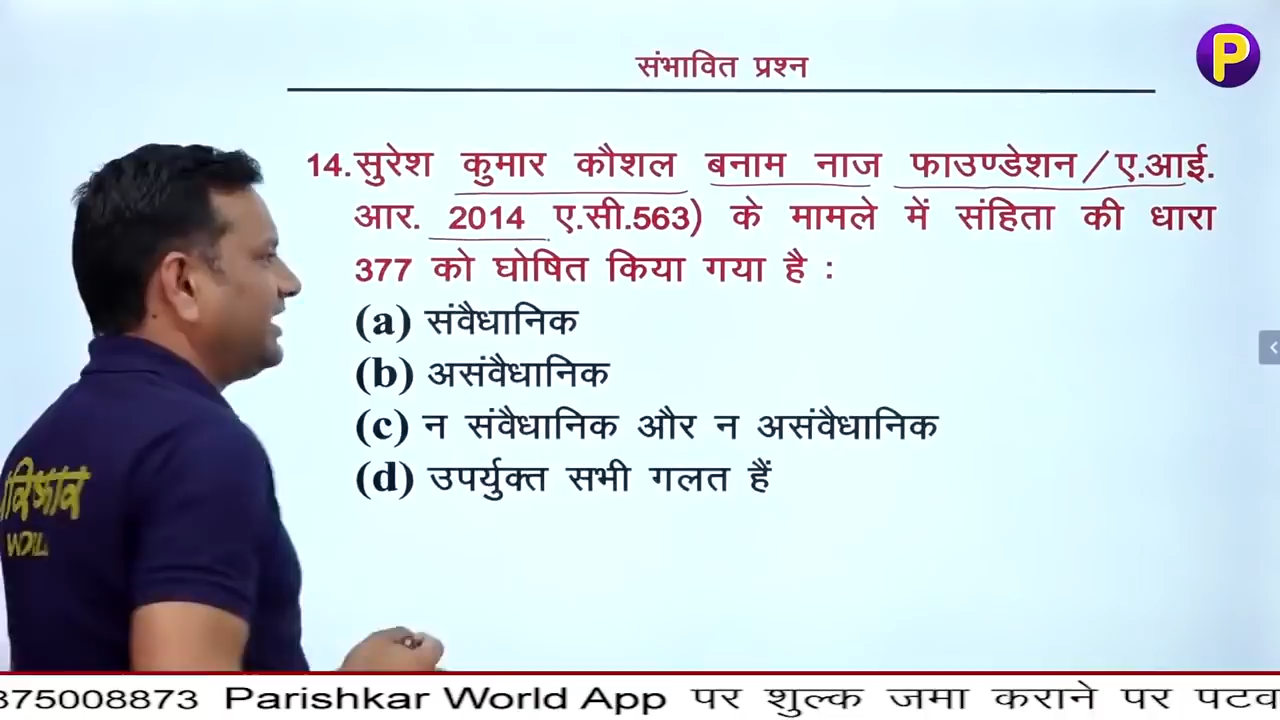 संभावित प्रश्न
P
14. सुरेश कुमार कौशल बनाम नाज फाउण्डेशन/ए.आई.
आर. 2014 ए.सी.563) के मामले में संहिता की धारा
377 को घोषित किया गया है :
(a) संवैधानिक
(b) असंवैधानिक
(c) न संवैधानिक और न असंवैधानिक
(d) उपर्युक्त सभी गलत हैं
WORL
375008873 Parishkar World App पर शुल्क जमा कराने पर पटव